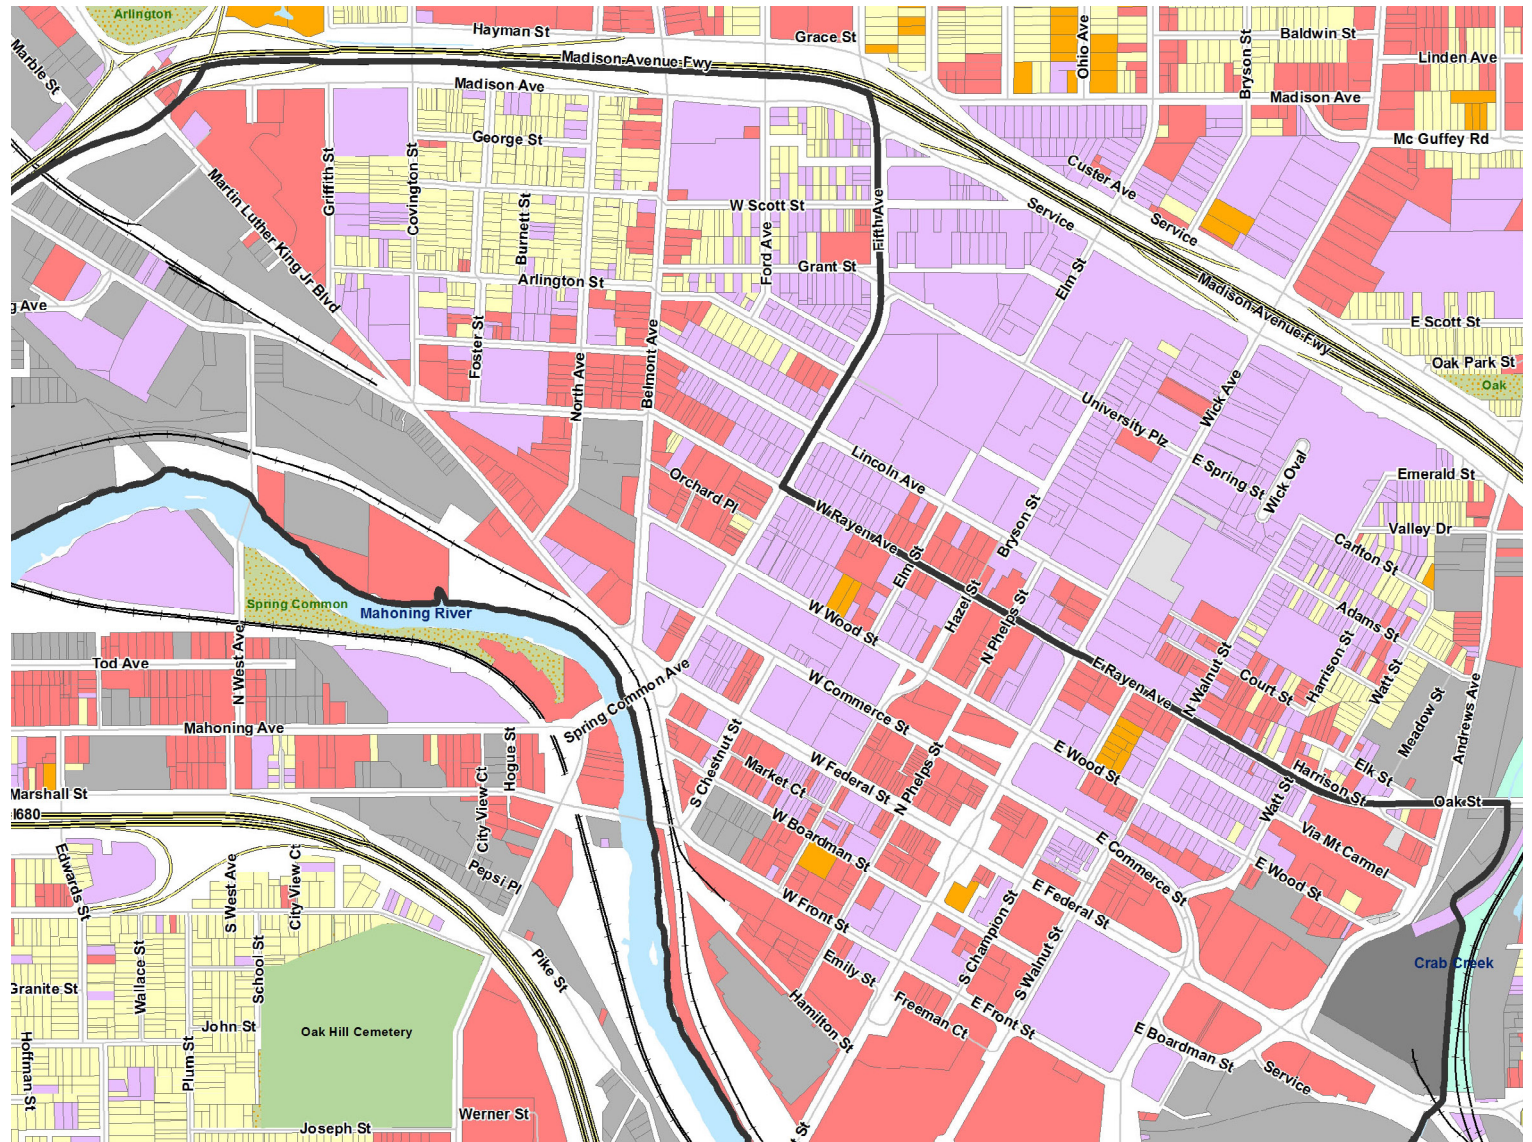 Arlington
Hayman St
Grace St
Ohio Ave
Bryson St
Baldwin St
Linden Ave
Marble St
Madison Avenue Fwy
Madison Ave
Madison Ave
Mc Guffey Rd
George St
Custer Ave
Griffith St
Covington St
Martin Luther King Jr Blvd
Burnett St
W Scott St
Fifth Ave
Service
Service
Ford Ave
Grant St
Elm St
Arlington St
Madison Avenue Fwy
g Ave
E Scott St
Foster St
Belmont Ave
North Ave
Oak Park St
Oak
Wick Ave
University Plz
Lincoln Ave
E Spring St
Wick Oval
Emerald St
Orchard Pl
W Rayen Ave
Bryson St
Valley Dr
Carlton St
Elm St
Hazel St
N Phelps St
Spring Common
Mahoning River
W Wood St
Adams St
Harrison St
Tod Ave
N West Ave
Spring Common Ave
E Rayen Ave
N Walnut St
Court St
Watt St
Meadow St
Andrews Ave
W Commerce St
Mahoning Ave
Hogue St
S Chestnut St
Market Ct
W Federal St
N Phelps St
E Wood St
Harrison St
Elk St
Marshall St
Watt St
Oak St
I680
City View Ct
W Boardman St
E Commerce St
Via Mt Carmel
Edwards St
S West Ave
City View Ct
Pepsi Pl
E Wood St
W Front St
E Federal St
S Champion St
S Walnut St
Wallace St
School St
Pike St
Emily St
Crab Creek
Granite St
John St
Oak Hill Cemetery
Hamilton St
Freeman Ct
E Front St
E Boardman St
Service
Hoffman St
Plum St
Werner St
Joseph St
t St